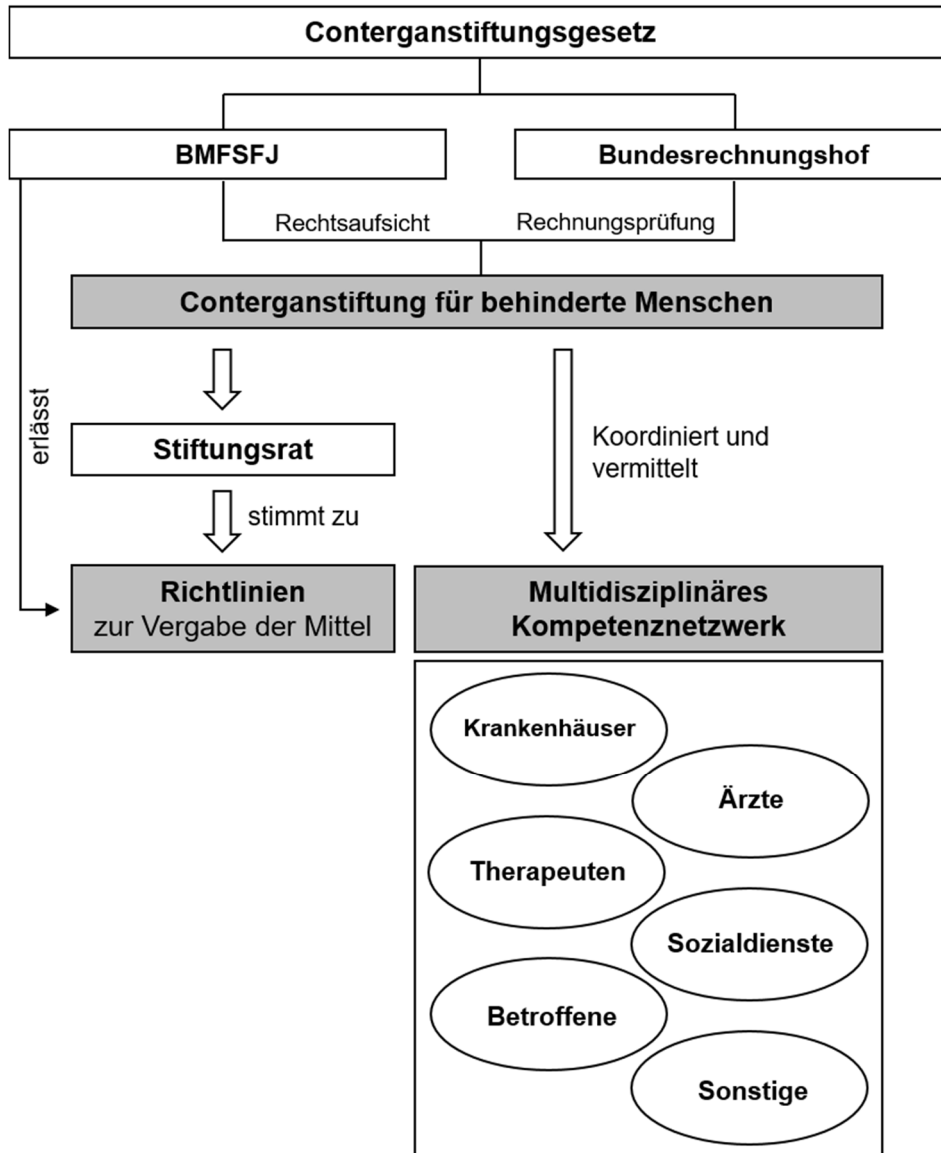 Conterganstiftungsgesetz
BMFSFJ
Bundesrechnungshof
Rechtsaufsicht
Rechnungsprüfung
Conterganstiftung für behinderte Menschen
erlässt
Stiftungsrat
Koordiniert und
vermittelt
stimmt zu
Richtlinien
zur Vergabe der Mittel
Multidisziplinäres
Kompetenznetzwerk
Krankenhäuser
Ärzte
Therapeuten
Sozialdienste
Betroffene
Sonstige